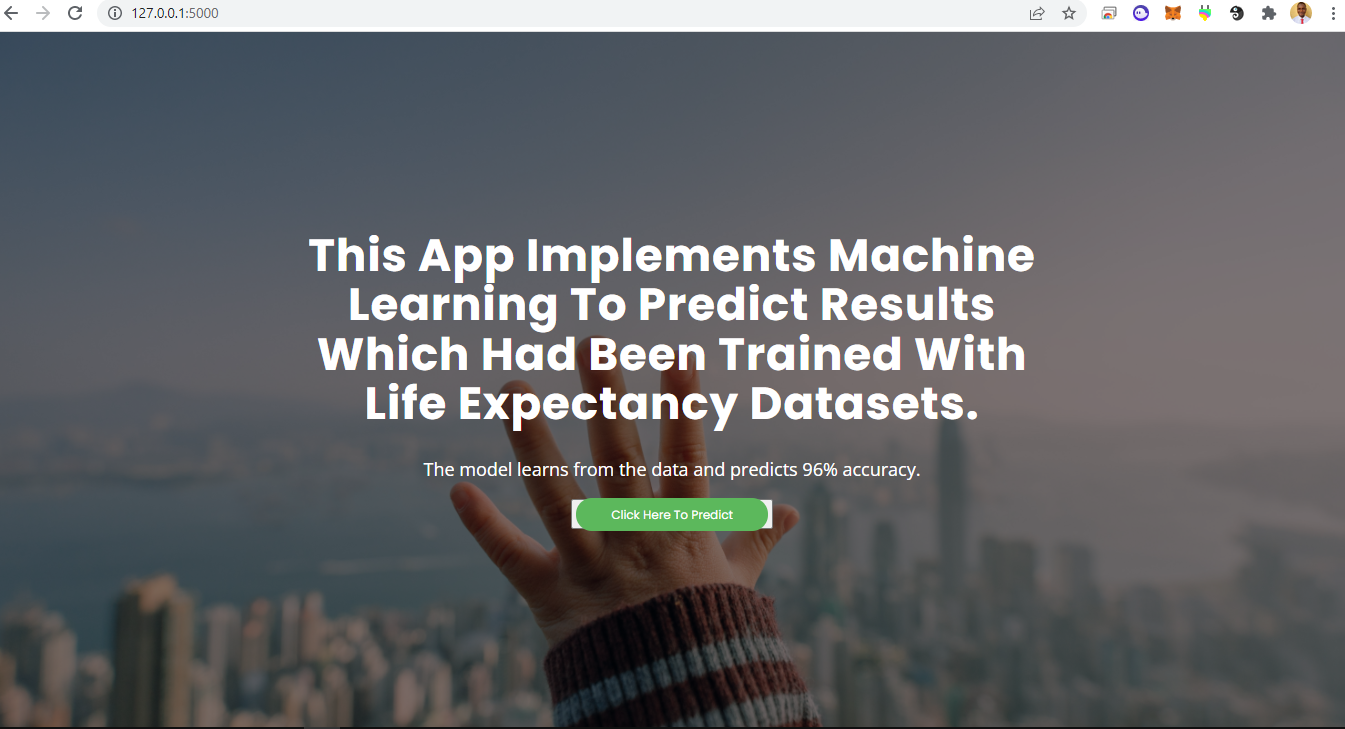 127.0.0.1:5000
This App Implements Machine
Learning To Predict Results
Which Had Been Trained With
Life Expectancy Datasets.
The model learns from the data and predicts 96% accuracy.
Click Here To Predict